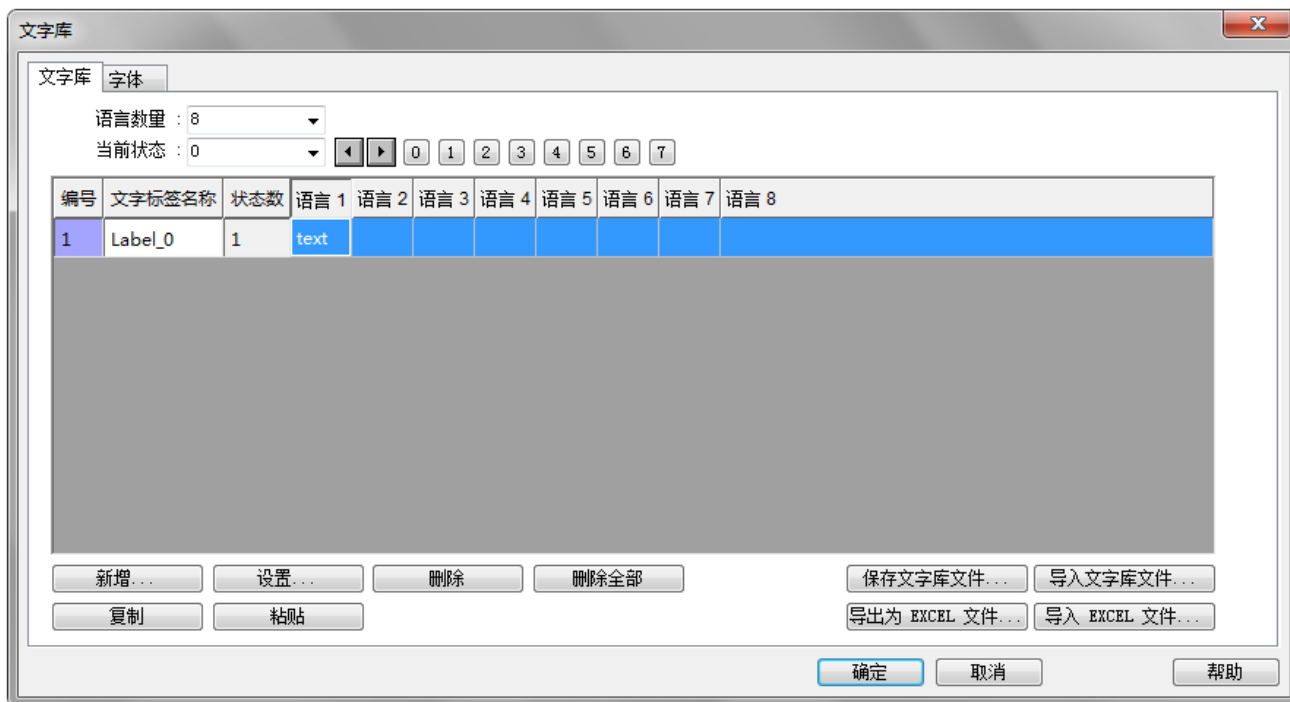 文字库
文字库 字体
语言数量 : 8
当前状态 : 0 0 1 2 3 4 5 6 7
编号 文字标签名称 状态数 语言 1 语言 2 语言 3 语言 4 语言 5 语言 6 语言 7 语言 8
1 Label_0 1 text
新增... 设置... 删除 删除全部 保存文字库文件... 导入文字库文件...
复制 粘贴 导出为 EXCEL 文件... 导入 EXCEL 文件...
确定 取消 帮助